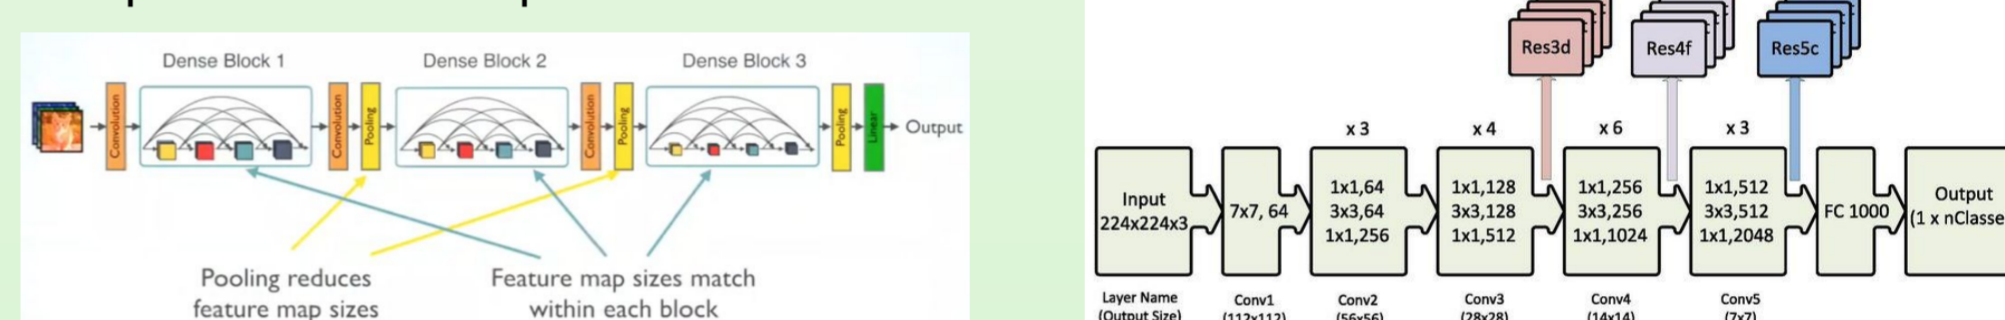 Dense Block 1
Dense Block 2
Dense Block 3
Convolution
Convolution
Pooling
Convolution
Pooling
Pooling
Linear
Output
Pooling reduces
feature map sizes
Feature map sizes match
within each block
Res3d
Res4f
Res5c
x 3
x 4
x 6
x 3
Input
224x224x3
7x7, 64
1x1,64
3x3,64
1x1,256
1x1,128
3x3,128
1x1,512
1x1,256
3x3,256
1x1,1024
1x1,512
3x3,512
1x1,2048
FC 1000
Output
(1 x nClasse
Layer Name
(Output Size)
Conv1
(112x112)
Conv2
(56x56)
Conv3
(28x28)
Conv4
(14x14)
Conv5
(7x7)